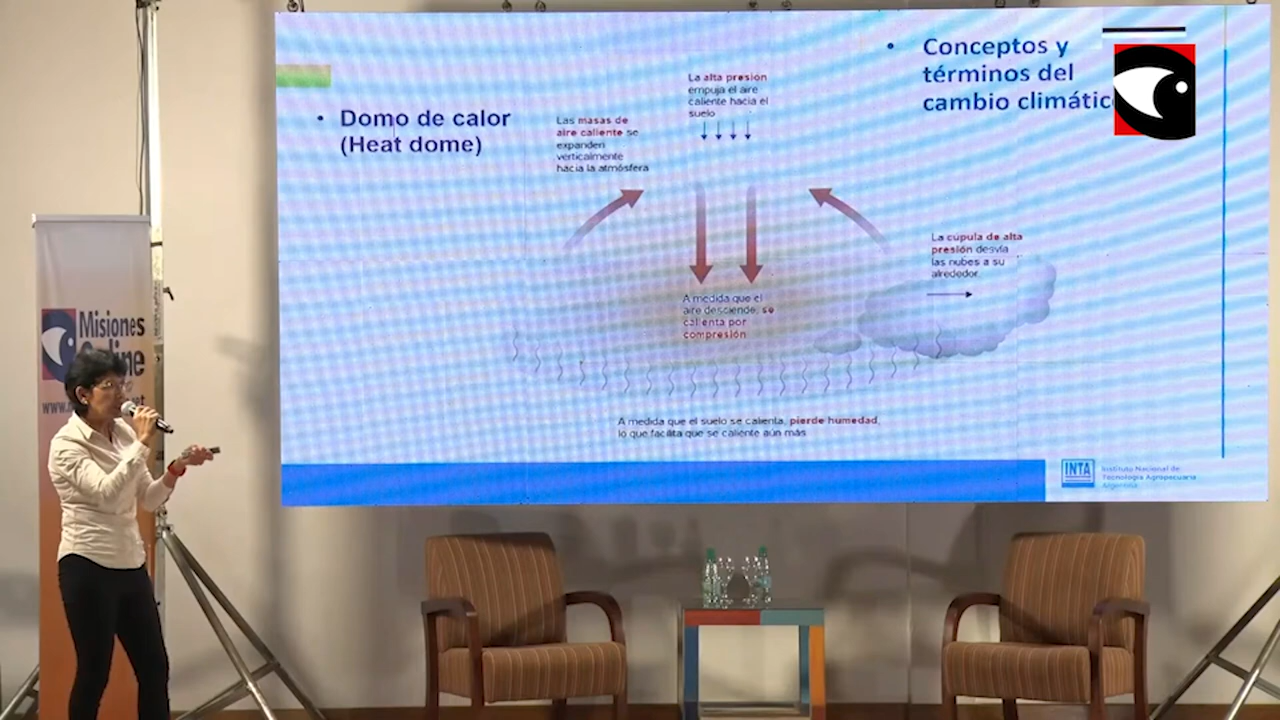 • Conceptos y
términos del
cambio climátic
• Domo de calor
(Heat dome)
La alta presión
empuja el aire
caliente hacia el
suelo
Las masas de
aire caliente se
expanden
verticalmente
hacia la atmósfera
La cúpula de alta
presión desvía
las nubes a su
alrededor.
A medida que el
aire desciende, se
calienta por
compresión
A medida que el suelo se calienta, pierde humedad,
lo que facilita que se caliente aún más
INTA
Instituto Nacional de
Tecnología Agropecuaria
Argentina
Misiones
Online
www.